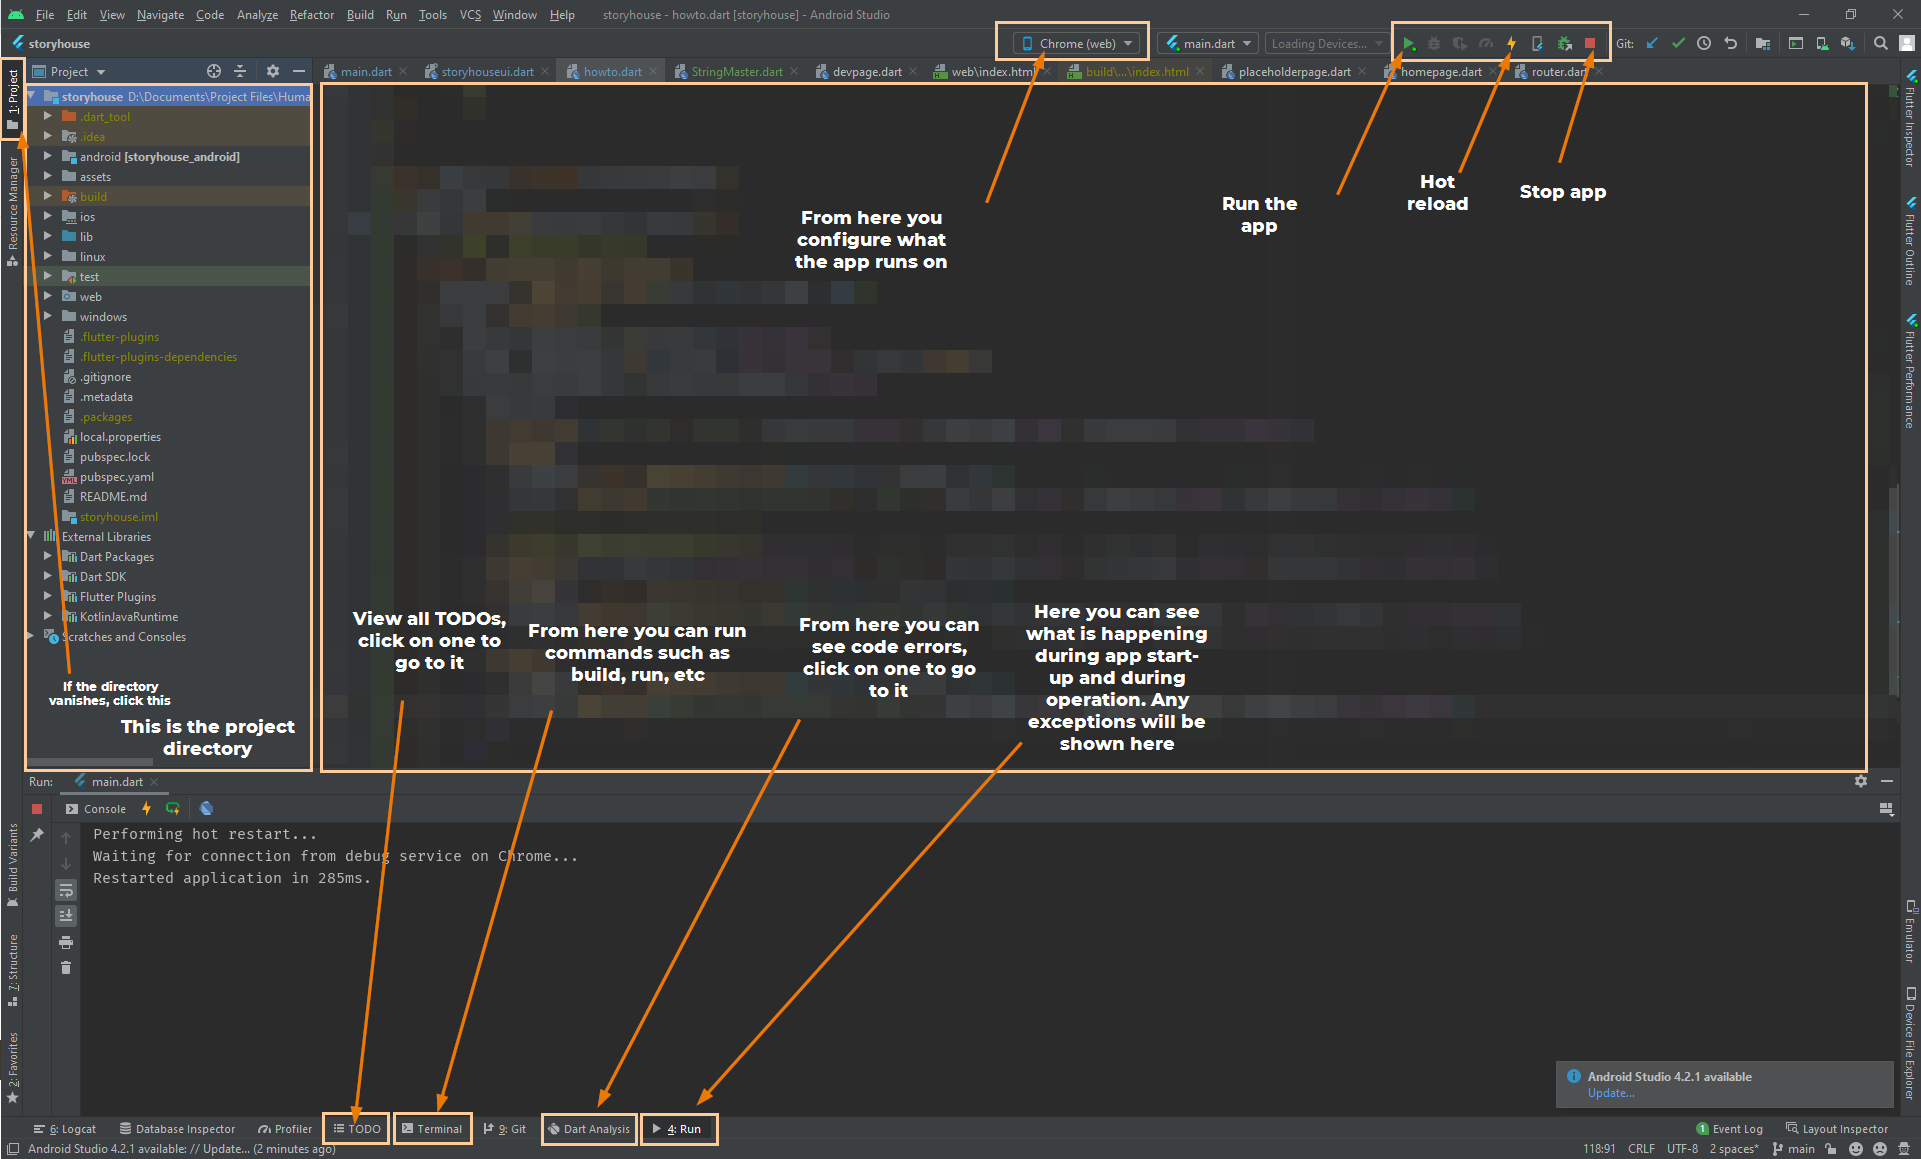 File Edit View Navigate Code Analyze Refactor Build Run Tools VCS Window Help storyhouse - howto.dart [storyhouse] - Android Studio
storyhouse Chrome (web) main.dart Loading Devices... Git:
Project main.dart storyhouseui.dart howto.dart StringMaster.dart devpage.dart web\index.html build\...\index.html placeholderpage.dart homepage.dart router.dart
1: Project
Resource Manager
Build Variants
7: Structure
2: Favorites
storyhouse D:\Documents\Project Files\Huma
.dart_tool
.idea
android [storyhouse_android]
assets
build
ios
lib
linux
test
web
windows
.flutter-plugins
.flutter-plugins-dependencies
.gitignore
.metadata
.packages
local.properties
pubspec.lock
pubspec.yaml
README.md
storyhouse.iml
External Libraries
Dart Packages
Dart SDK
Flutter Plugins
KotlinJavaRuntime
Scratches and Consoles
If the directory
vanishes, click this
This is the project
directory
From here you
configure what
the app runs on
Run the
app
Hot
reload
Stop app
View all TODOs,
click on one to
go to it
From here you can run
commands such as
build, run, etc
From here you can
see code errors,
click on one to go
to it
Here you can see
what is happening
during app start-
up and during
operation. Any
exceptions will be
shown here
Flutter Inspector
Flutter Outline
Flutter Performance
Emulator
Device File Explorer
Run: main.dart
Console
Performing hot restart...
Waiting for connection from debug service on Chrome...
Restarted application in 285ms.
Android Studio 4.2.1 available
Update...
6: Logcat Database Inspector Profiler TODO Terminal 9: Git Dart Analysis 4: Run 1 Event Log Layout Inspector
Android Studio 4.2.1 available: // Update... (2 minutes ago) 118:91 CRLF UTF-8 2 spaces* main